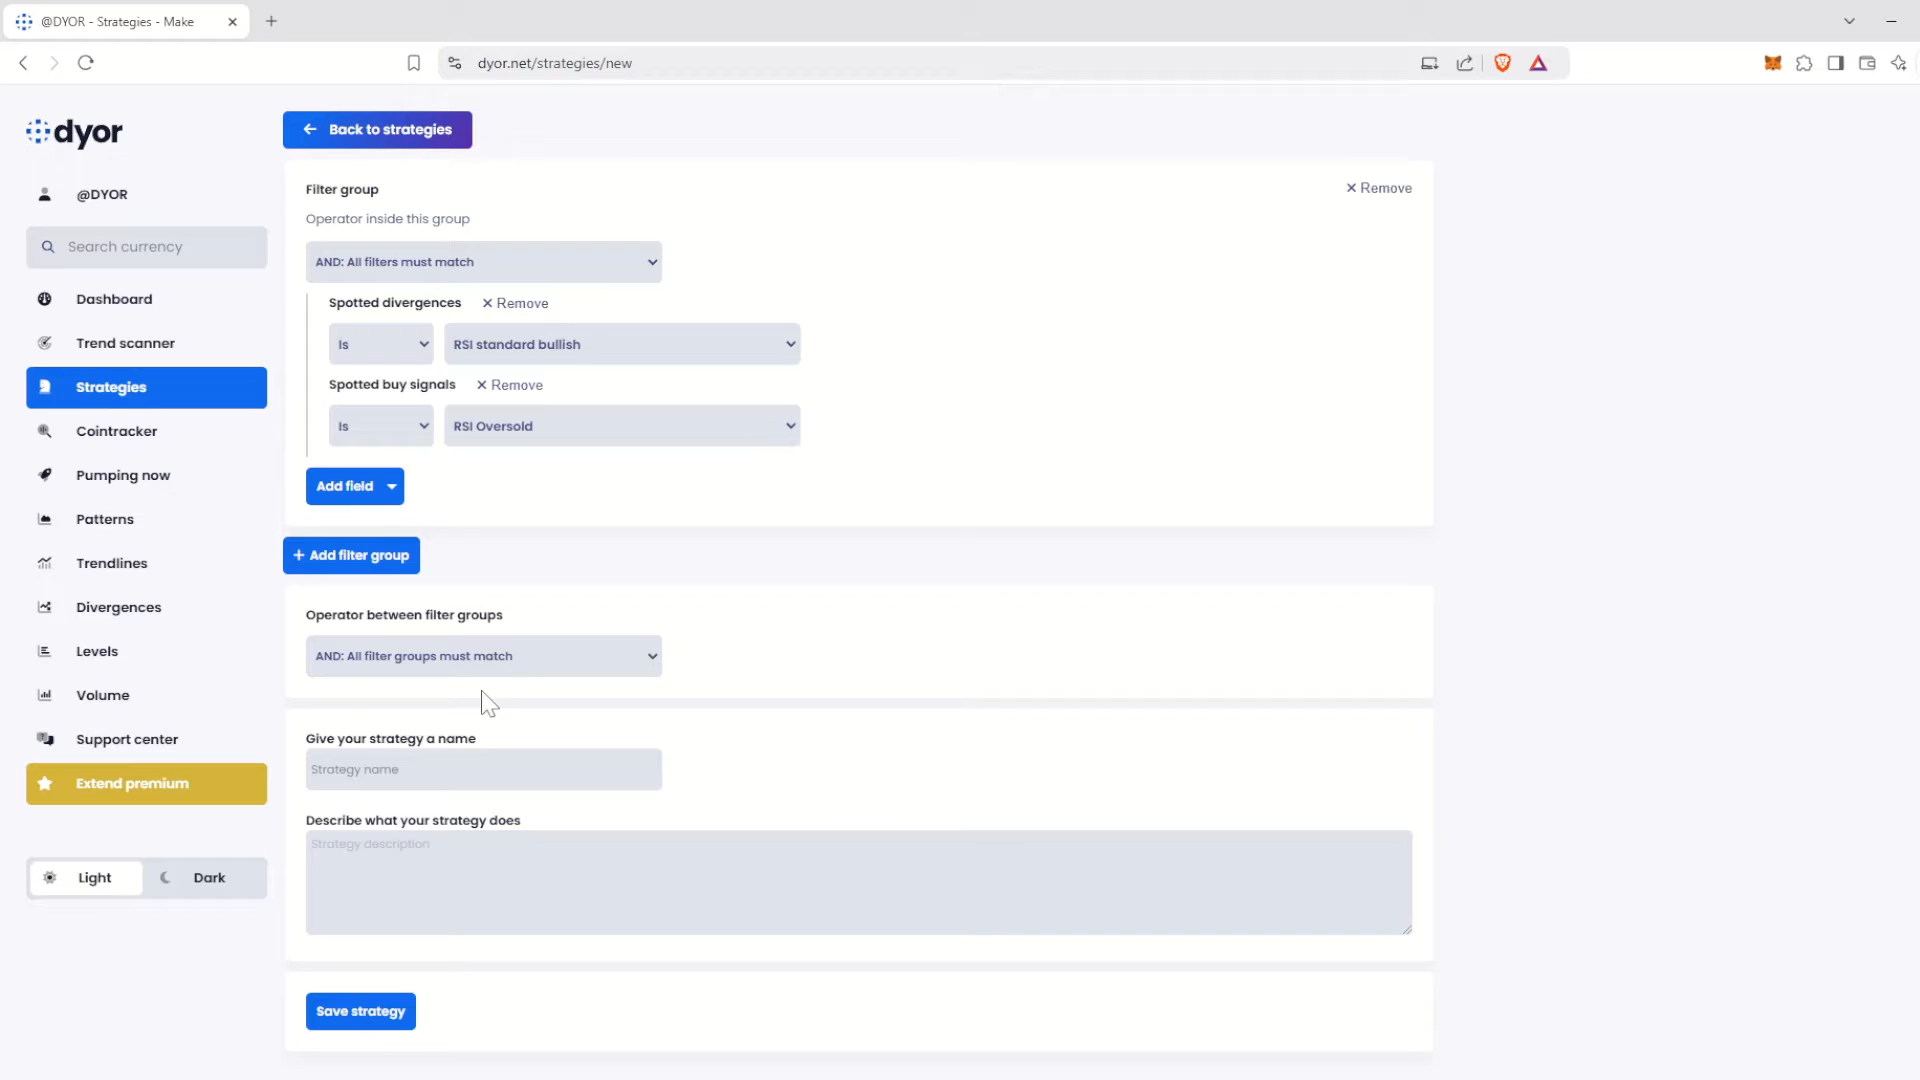 @DYOR - Strategies - Make
dyor.net/strategies/new
dyor
@DYOR
Search currency
Dashboard
Trend scanner
Strategies
Cointracker
Pumping now
Patterns
Trendlines
Divergences
Levels
Volume
Support center
Extend premium
Light
Dark
Back to strategies
Filter group
Remove
Operator inside this group
AND: All filters must match
Spotted divergences
Remove
Is
RSI standard bullish
Spotted buy signals
Remove
Is
RSI Oversold
Add field
+ Add filter group
Operator between filter groups
AND: All filter groups must match
Give your strategy a name
Strategy name
Describe what your strategy does
Strategy description
Save strategy